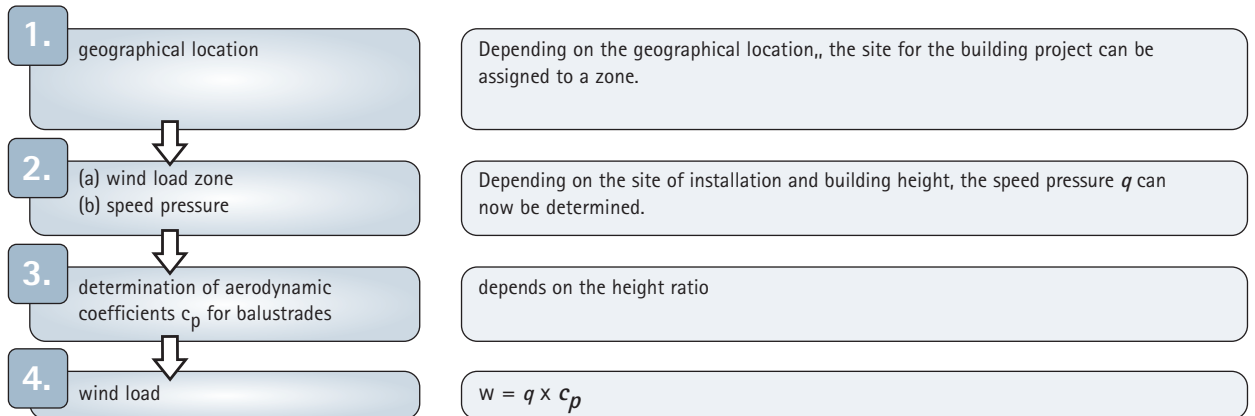 1.
geographical location
Depending on the geographical location,, the site for the building project can be
assigned to a zone.
2.
(a) wind load zone
(b) speed pressure
Depending on the site of installation and building height, the speed pressure q can
now be determined.
3.
determination of aerodynamic
coefficients cp for balustrades
depends on the height ratio
4.
wind load
w = q x cp